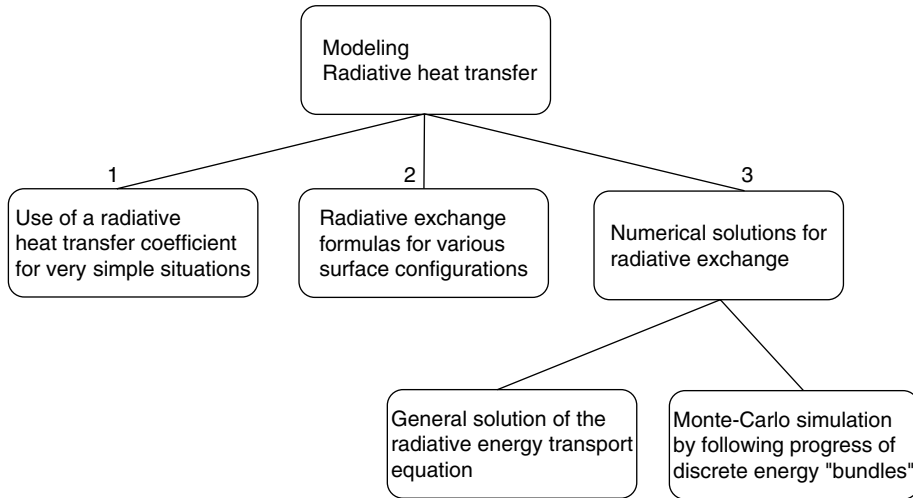 Modeling
Radiative heat transfer
1
2
3
Use of a radiative
heat transfer coefficient
for very simple situations
Radiative exchange
formulas for various
surface configurations
Numerical solutions for
radiative exchange
General solution of the
radiative energy transport
equation
Monte-Carlo simulation
by following progress of
discrete energy "bundles"